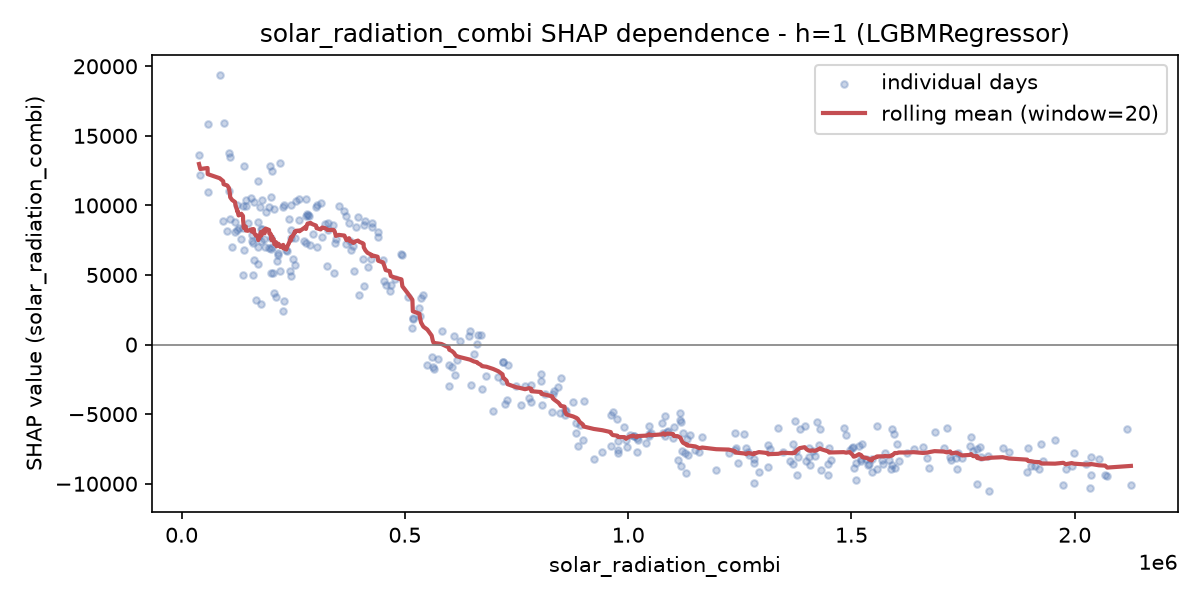 solar_radiation_combi SHAP dependence - h=1 (LGBMRegressor)
individual days
rolling mean (window=20)
SHAP value (solar_radiation_combi)
20000
15000
10000
5000
0
−5000
−10000
0.0
0.5
1.0
1.5
2.0
1e6
solar_radiation_combi